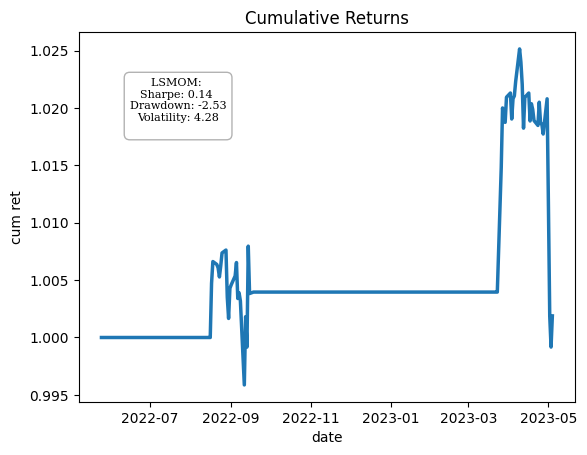 Cumulative Returns
1.025
1.020
1.015
1.010
1.005
1.000
0.995
cum ret
LSMOM:
Sharpe: 0.14
Drawdown: -2.53
Volatility: 4.28
2022-07
2022-09
2022-11
2023-01
2023-03
2023-05
date